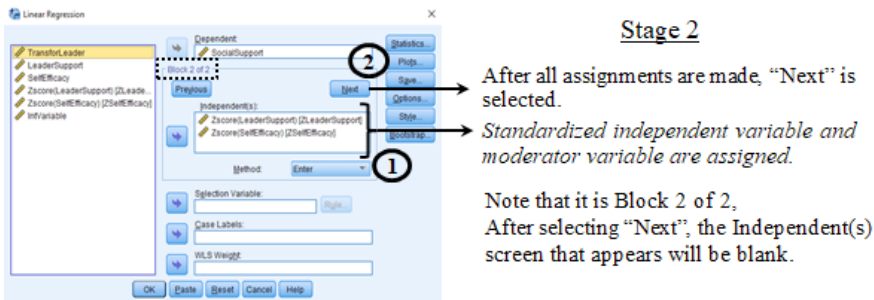 Linear Regression
TransforLeader
LeaderSupport
SelfEfficacy
Zscore(LeaderSupport) [ZLeade...
Zscore(SelfEfficacy) [ZSelfEfficacy]
IntVariable
Dependent:
SocialSupport
Block 2 of 2
Previous
Next
Independent(s):
Zscore(LeaderSupport) [ZLeaderSupport]
Zscore(SelfEfficacy) [ZSelfEfficacy]
Method: Enter
Selection Variable:
Rule...
Case Labels:
WLS Weight:
OK Paste Reset Cancel Help
Statistics...
Plots...
Save...
Options...
Style...
Bootstrap...
2
1
Stage 2
After all assignments are made, “Next” is
selected.
Standardized independent variable and
moderator variable are assigned.
Note that it is Block 2 of 2,
After selecting “Next”, the Independent(s)
screen that appears will be blank.